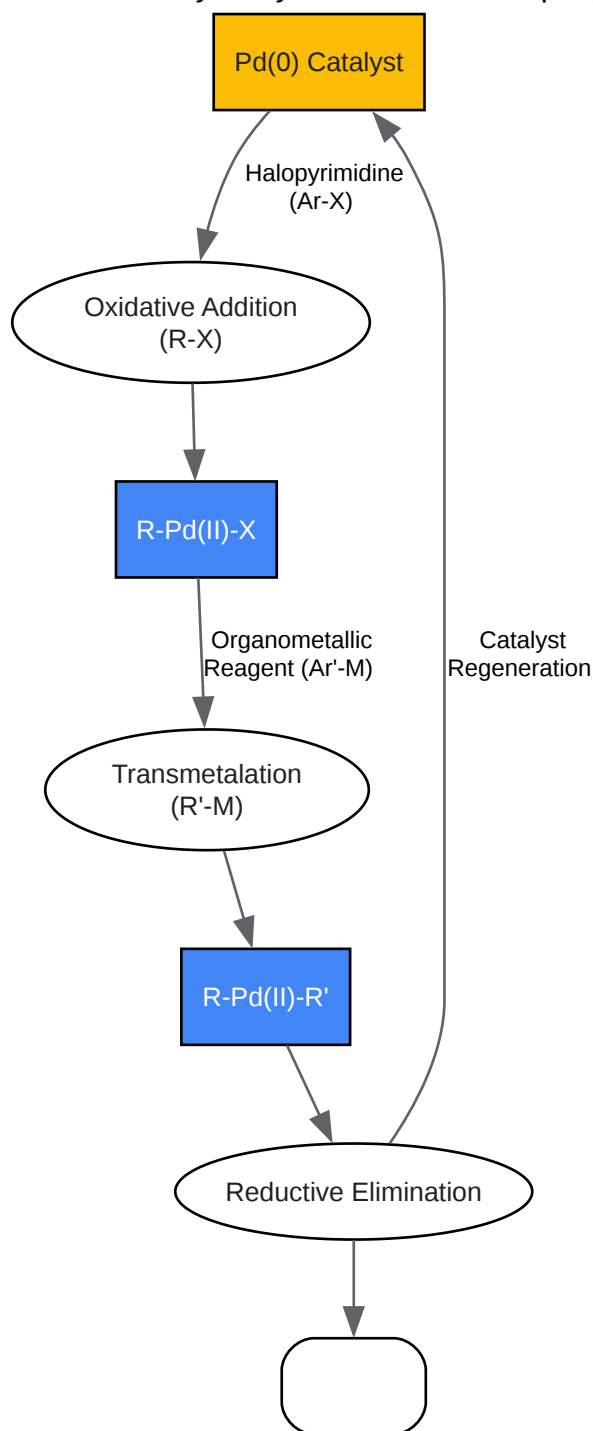 Pd(0) Catalyst
Halopyrimidine
(Ar-X)
Oxidative Addition
(R-X)
R-Pd(II)-X
Organometallic
Reagent (Ar'-M)
Catalyst
Regeneration
Transmetalation
(R'-M)
R-Pd(II)-R'
Reductive Elimination